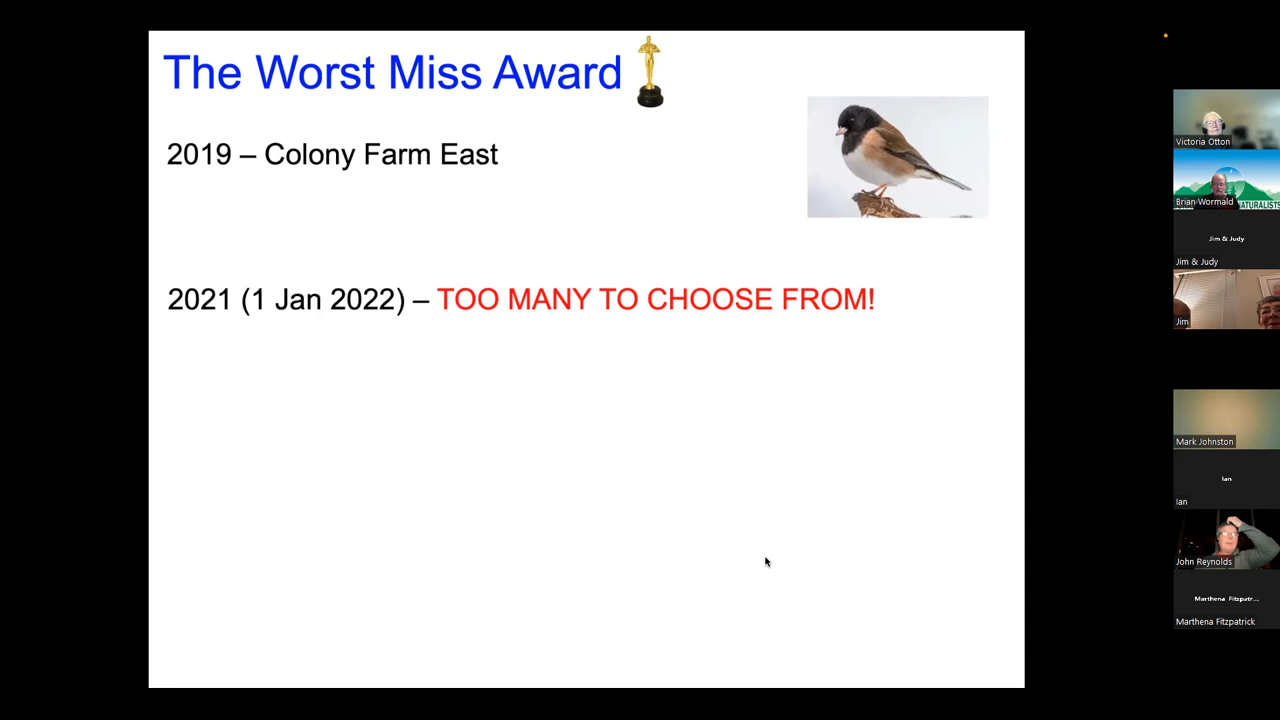 The Worst Miss Award
2019 – Colony Farm East
2021 (1 Jan 2022) – TOO MANY TO CHOOSE FROM!
Victoria Otton
NATURALISTS
Brian Wormald
Jim & Judy
Jim & Judy
Jim
Mark Johnston
Ian
Ian
John Reynolds
Marthena Fitzpatr...
Marthena Fitzpatrick